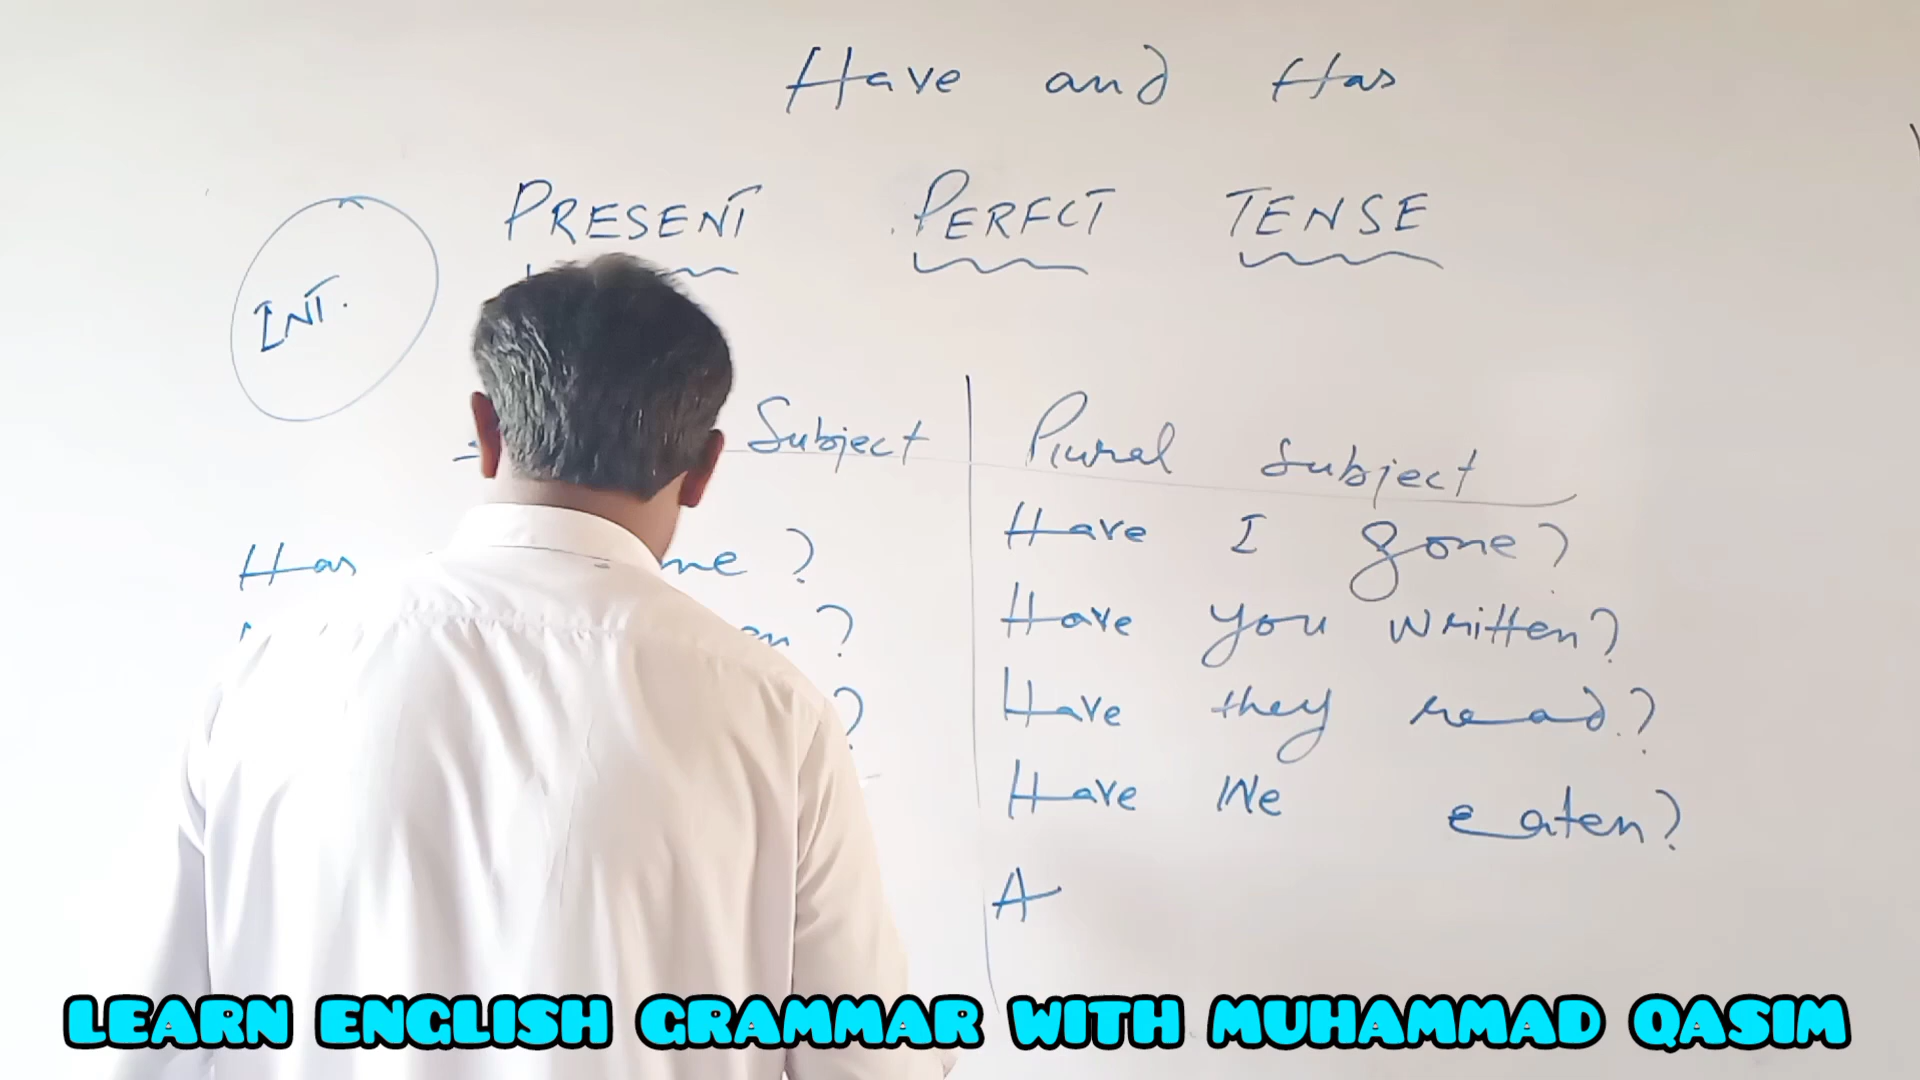 Have and Has
PRESENT PERFCT TENSE
INT.
Subject
Has ?
?
?
Plural Subject
Have I gone?
Have you written?
Have they read?
Have We eaten?
A
LEARN ENGLISH GRAMMAR WITH MUHAMMAD QASIM